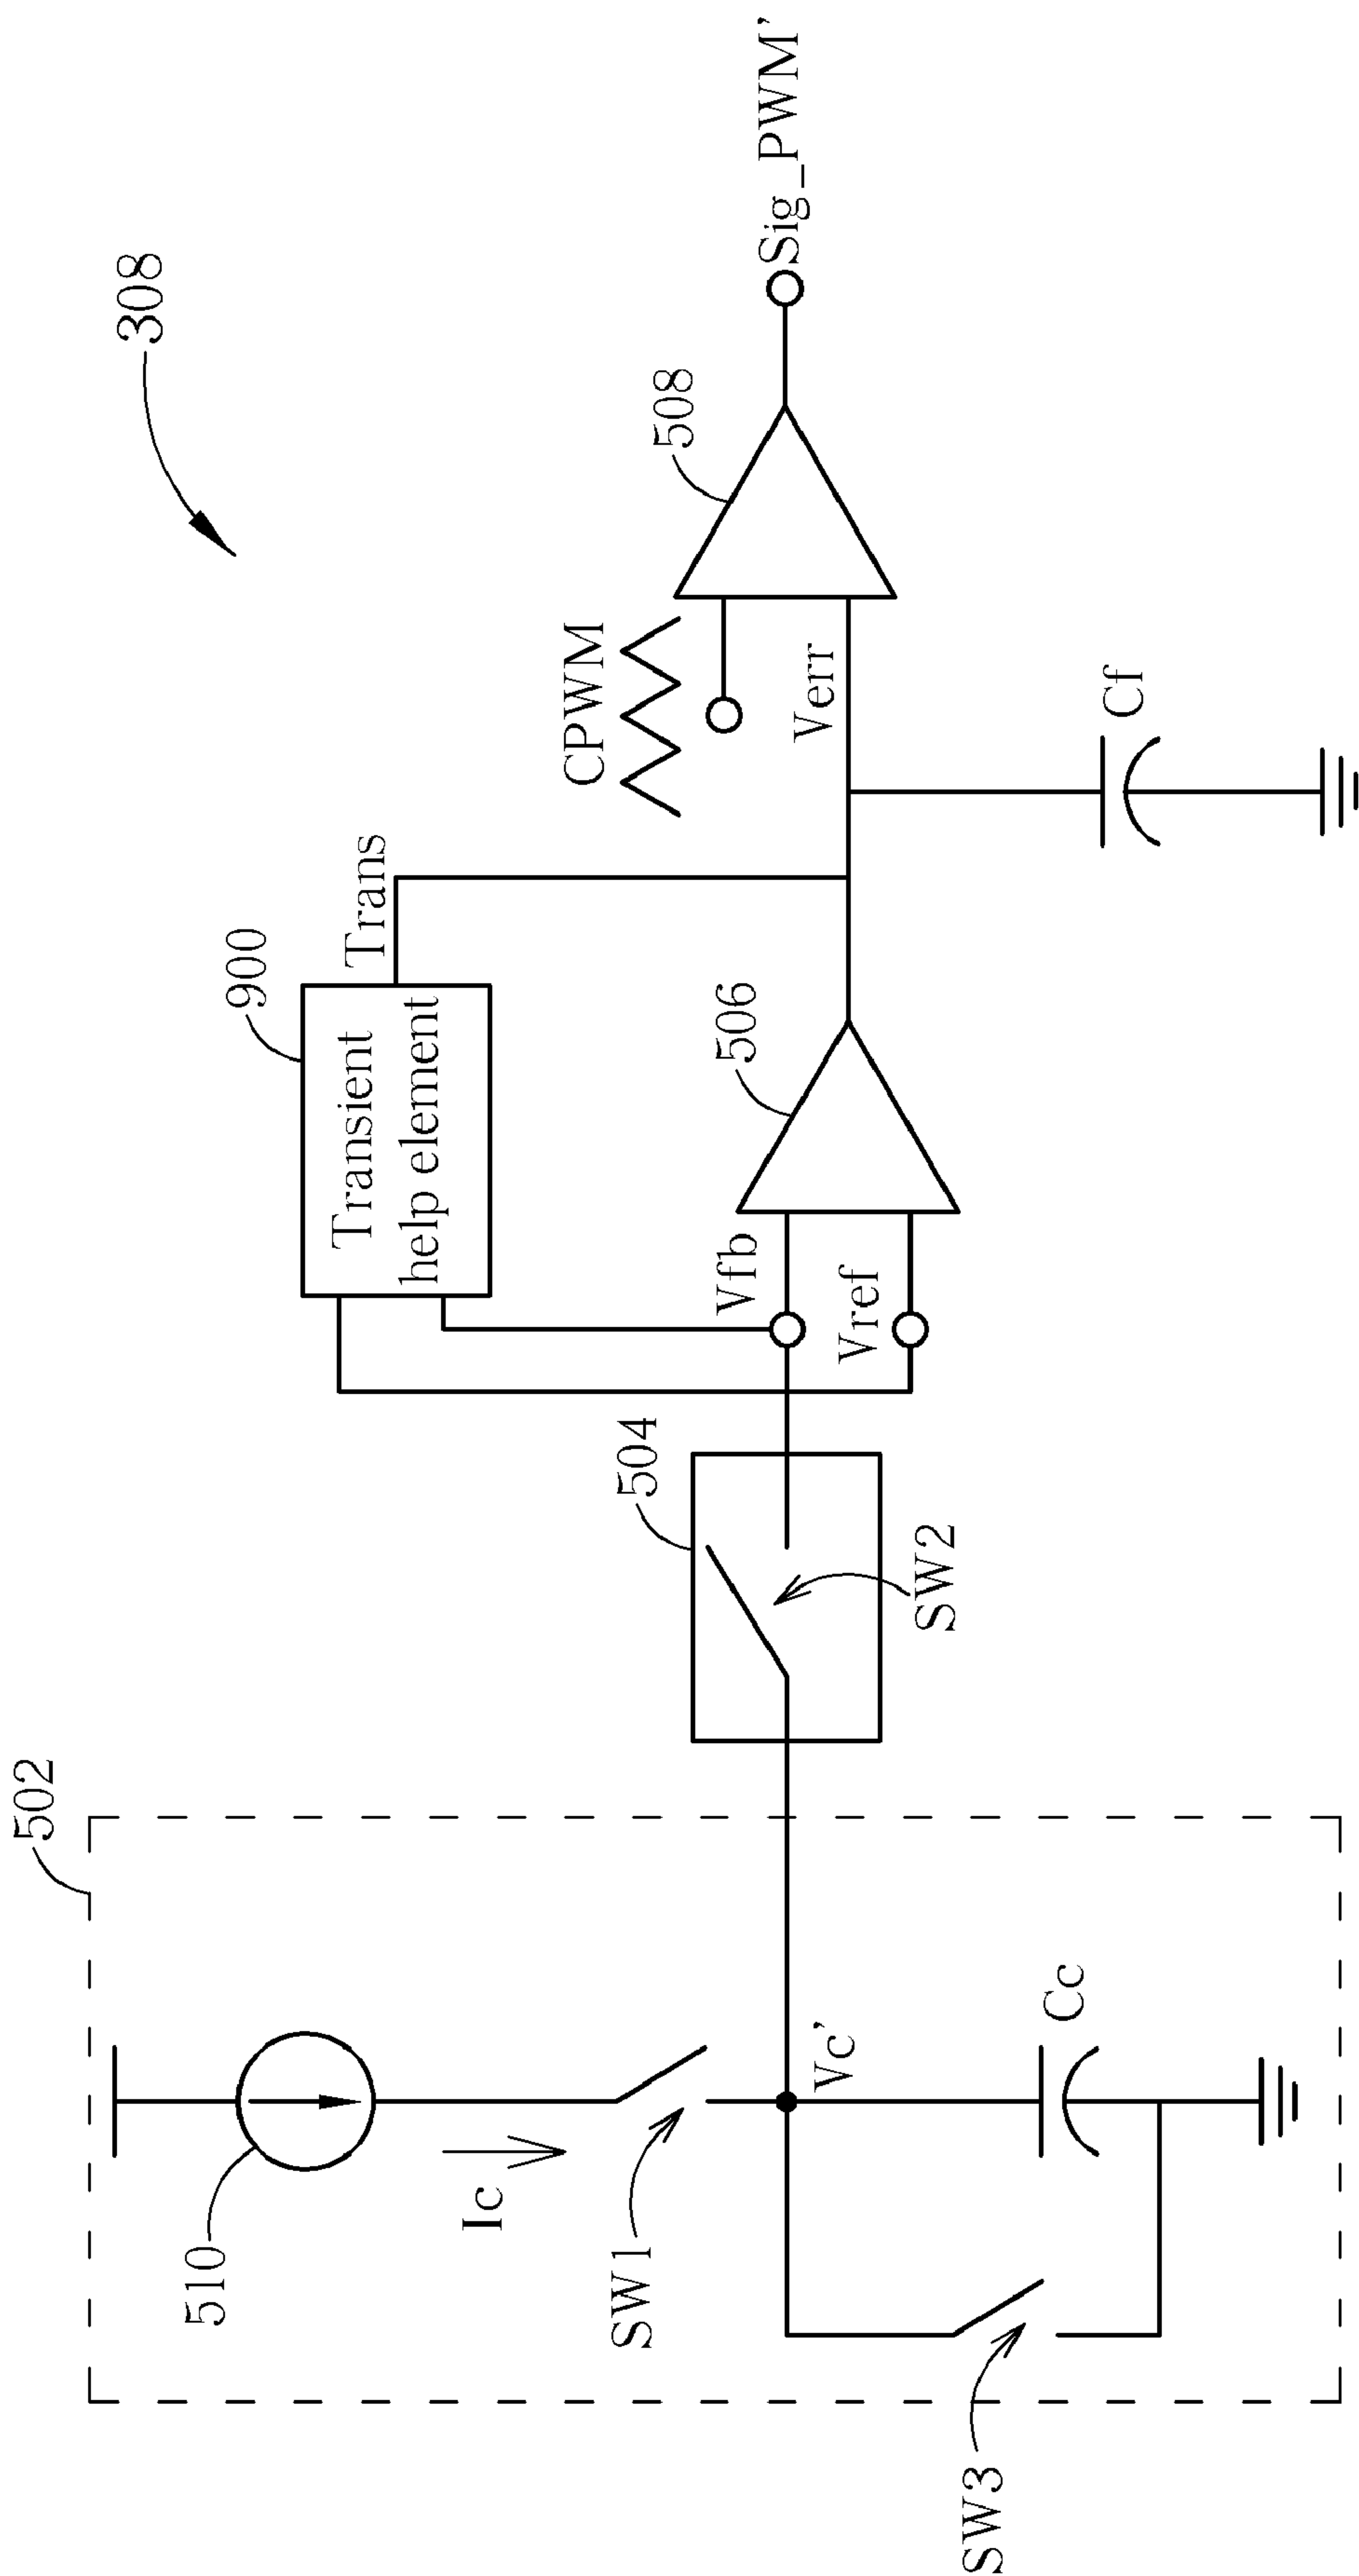 308
502
510
Ic
SW1
SW3
Vc’
Cc
504
SW2
900
Transient
help element
Trans
Vfb
Vref
506
CPWM
Verr
Cf
508
Sig_PWM’